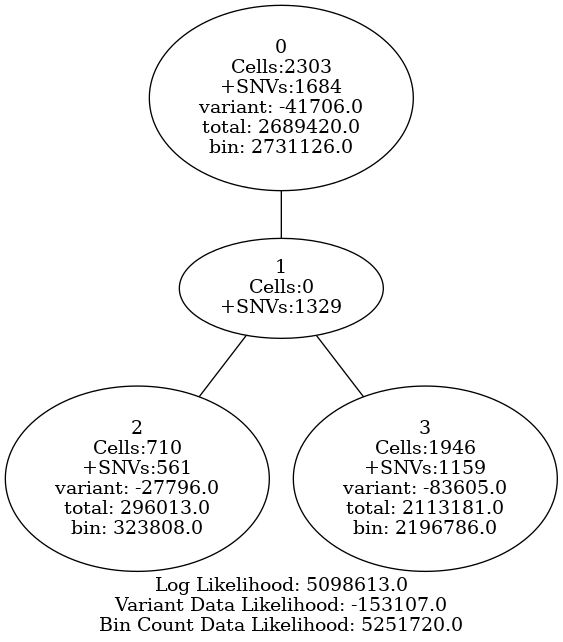 0
Cells:2303
+SNVs:1684
variant: -41706.0
total: 2689420.0
bin: 2731126.0
1
Cells:0
+SNVs:1329
2
Cells:710
+SNVs:561
variant: -27796.0
total: 296013.0
bin: 323808.0
3
Cells:1946
+SNVs:1159
variant: -83605.0
total: 2113181.0
bin: 2196786.0
Log Likelihood: 5098613.0
Variant Data Likelihood: -153107.0
Bin Count Data Likelihood: 5251720.0